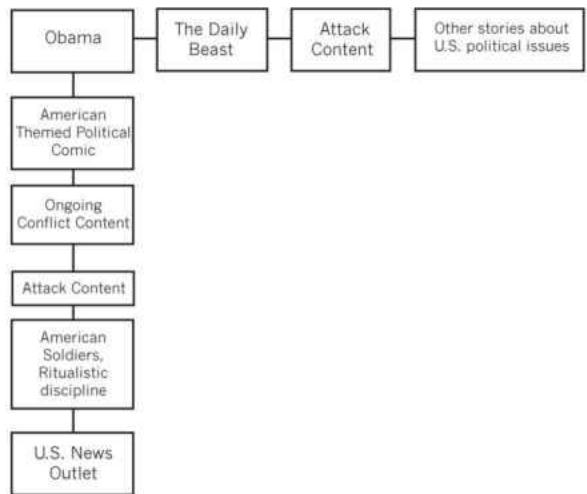 Obama
The Daily
Beast
Attack
Content
Other stories about
U.S. political issues
American
Themed Political
Comic
Ongoing
Conflict Content
Attack Content
American
Soldiers,
Ritualistic
discipline
U.S. News
Outlet